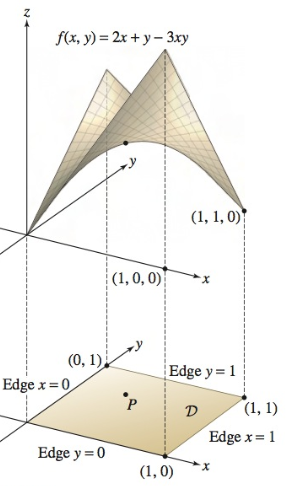 z
f(x, y) = 2x + y − 3xy
y
(1, 1, 0)
(1, 0, 0)
x
y
(0, 1)
Edge y = 1
Edge x = 0
P
𝒟
(1, 1)
Edge x = 1
Edge y = 0
(1, 0)
x